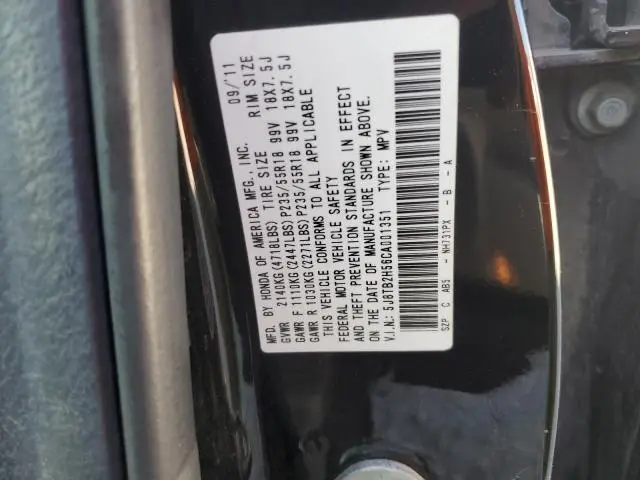 MFD. BY HONDA OF AMERICA MFG., INC. 09/'11
GVWR 2140KG(4718LBS) TIRE SIZE RIM SIZE
GAWR F 1110KG(2447LBS) P235/55R18 99V 18X7.5J
GAWR R 1030KG(2271LBS) P235/55R18 99V 18X7.5J
THIS VEHICLE CONFORMS TO ALL APPLICABLE
FEDERAL MOTOR VEHICLE SAFETY
AND THEFT PREVENTION STANDARDS IN EFFECT
ON THE DATE OF MANUFACTURE SHOWN ABOVE.
V.I.N.: 5J8TB2H56CA001351 TYPE: MPV
SZP C AB5 - NH731PX - B - A